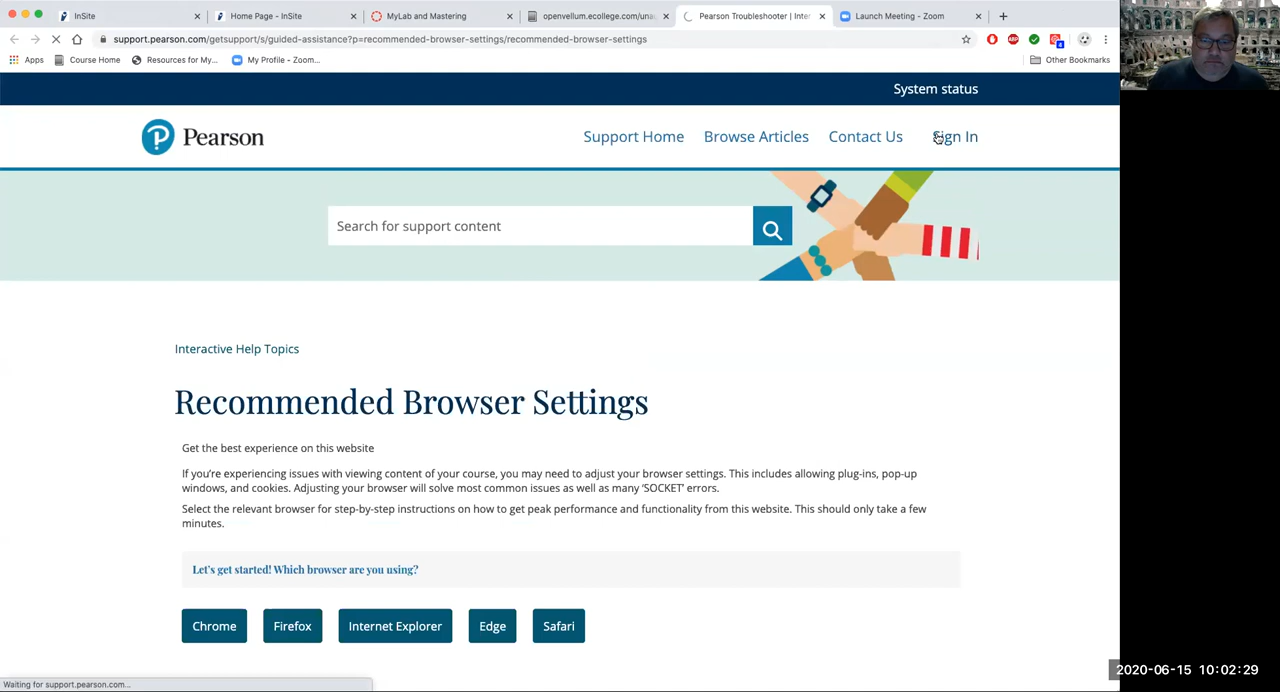 InSite
Home Page - InSite
MyLab and Mastering
openvellum.ecollege.com/una
Pearson Troubleshooter | Inter
Launch Meeting - Zoom
support.pearson.com/getsupport/s/guided-assistance?p=recommended-browser-settings/recommended-browser-settings
ABP
Apps
Course Home
Resources for My...
My Profile - Zoom...
Other Bookmarks
System status
Pearson
Support Home
Browse Articles
Contact Us
Sign In
Search for support content
Interactive Help Topics
Recommended Browser Settings
Get the best experience on this website
If you're experiencing issues with viewing content of your course, you may need to adjust your browser settings. This includes allowing plug-ins, pop-up
windows, and cookies. Adjusting your browser will solve most common issues as well as many 'SOCKET' errors.
Select the relevant browser for step-by-step instructions on how to get peak performance and functionality from this website. This should only take a few
minutes.
Let's get started! Which browser are you using?
Chrome
Firefox
Internet Explorer
Edge
Safari
Waiting for support.pearson.com...
2020-06-15 10:02:29